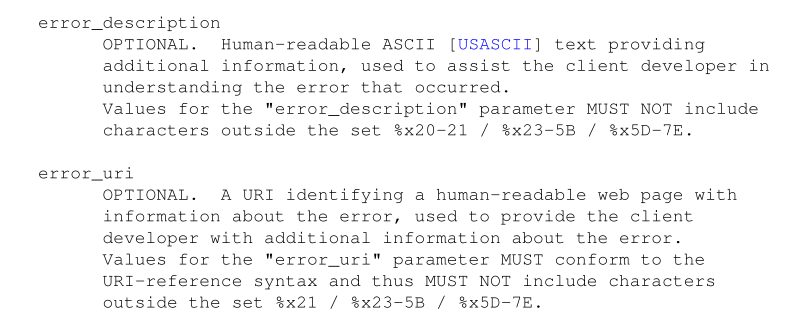 error_description
OPTIONAL.  Human-readable ASCII [USASCII] text providing
additional information, used to assist the client developer in
understanding the error that occurred.
Values for the "error_description" parameter MUST NOT include
characters outside the set %x20-21 / %x23-5B / %x5D-7E.
error_uri
OPTIONAL.  A URI identifying a human-readable web page with
information about the error, used to provide the client
developer with additional information about the error.
Values for the "error_uri" parameter MUST conform to the
URI-reference syntax and thus MUST NOT include characters
outside the set %x21 / %x23-5B / %x5D-7E.